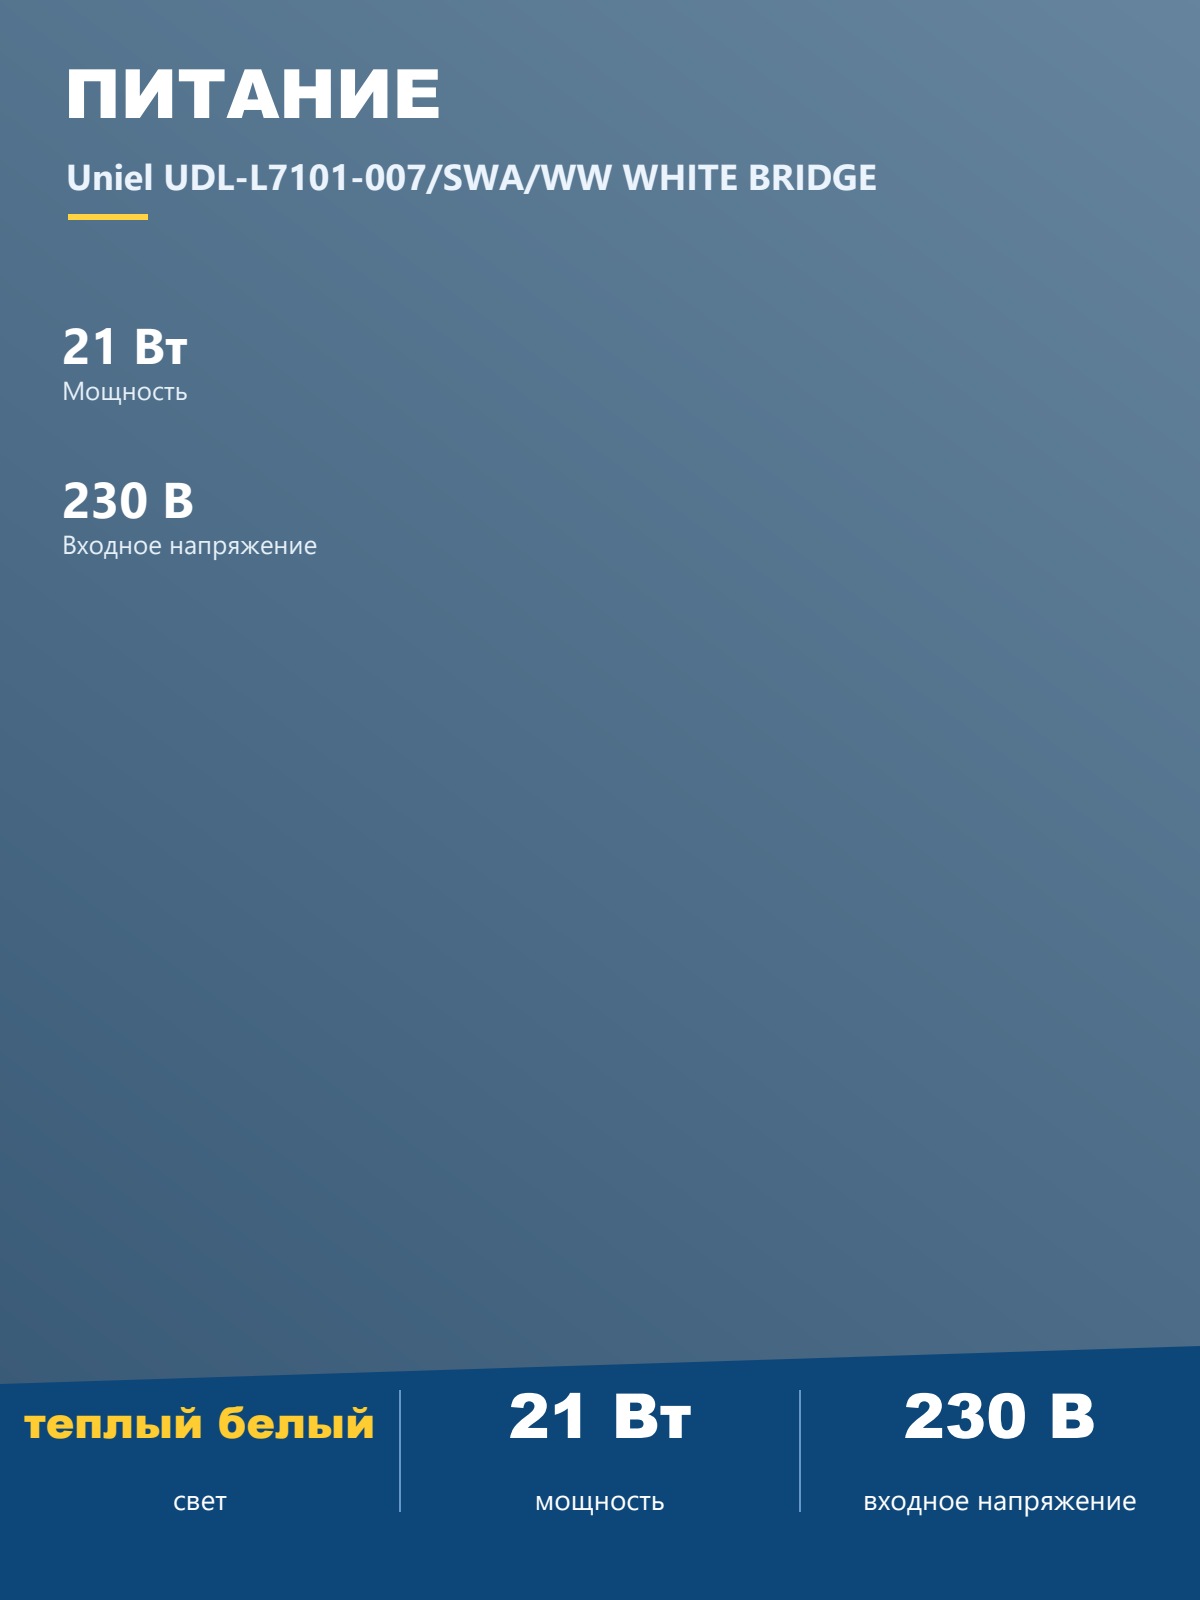 ПИТАНИЕ
Uniel UDL-L7101-007/SWA/WW WHITE BRIDGE
21 Вт
Мощность
230 В
Входное напряжение
теплый белый
свет
21 Вт
мощность
230 В
входное напряжение